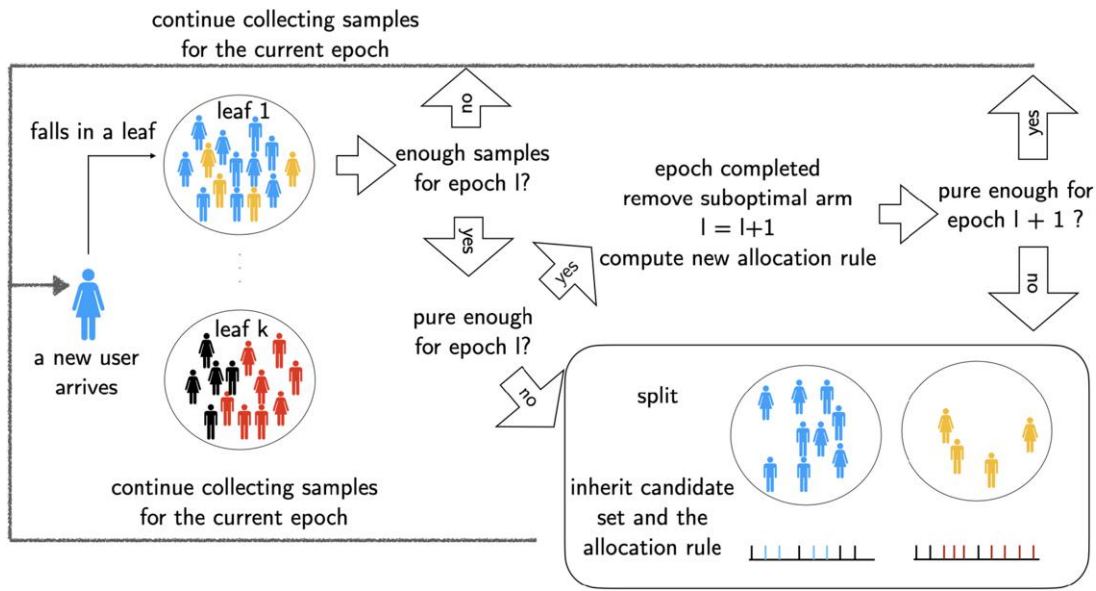 continue collecting samples
for the current epoch
falls in a leaf
leaf 1
no
enough samples
for epoch l?
yes
epoch completed
remove suboptimal arm
l = l+1
compute new allocation rule
yes
pure enough for
epoch l + 1 ?
no
yes
pure enough
for epoch l?
no
a new user
arrives
leaf k
continue collecting samples
for the current epoch
split
inherit candidate
set and the
allocation rule